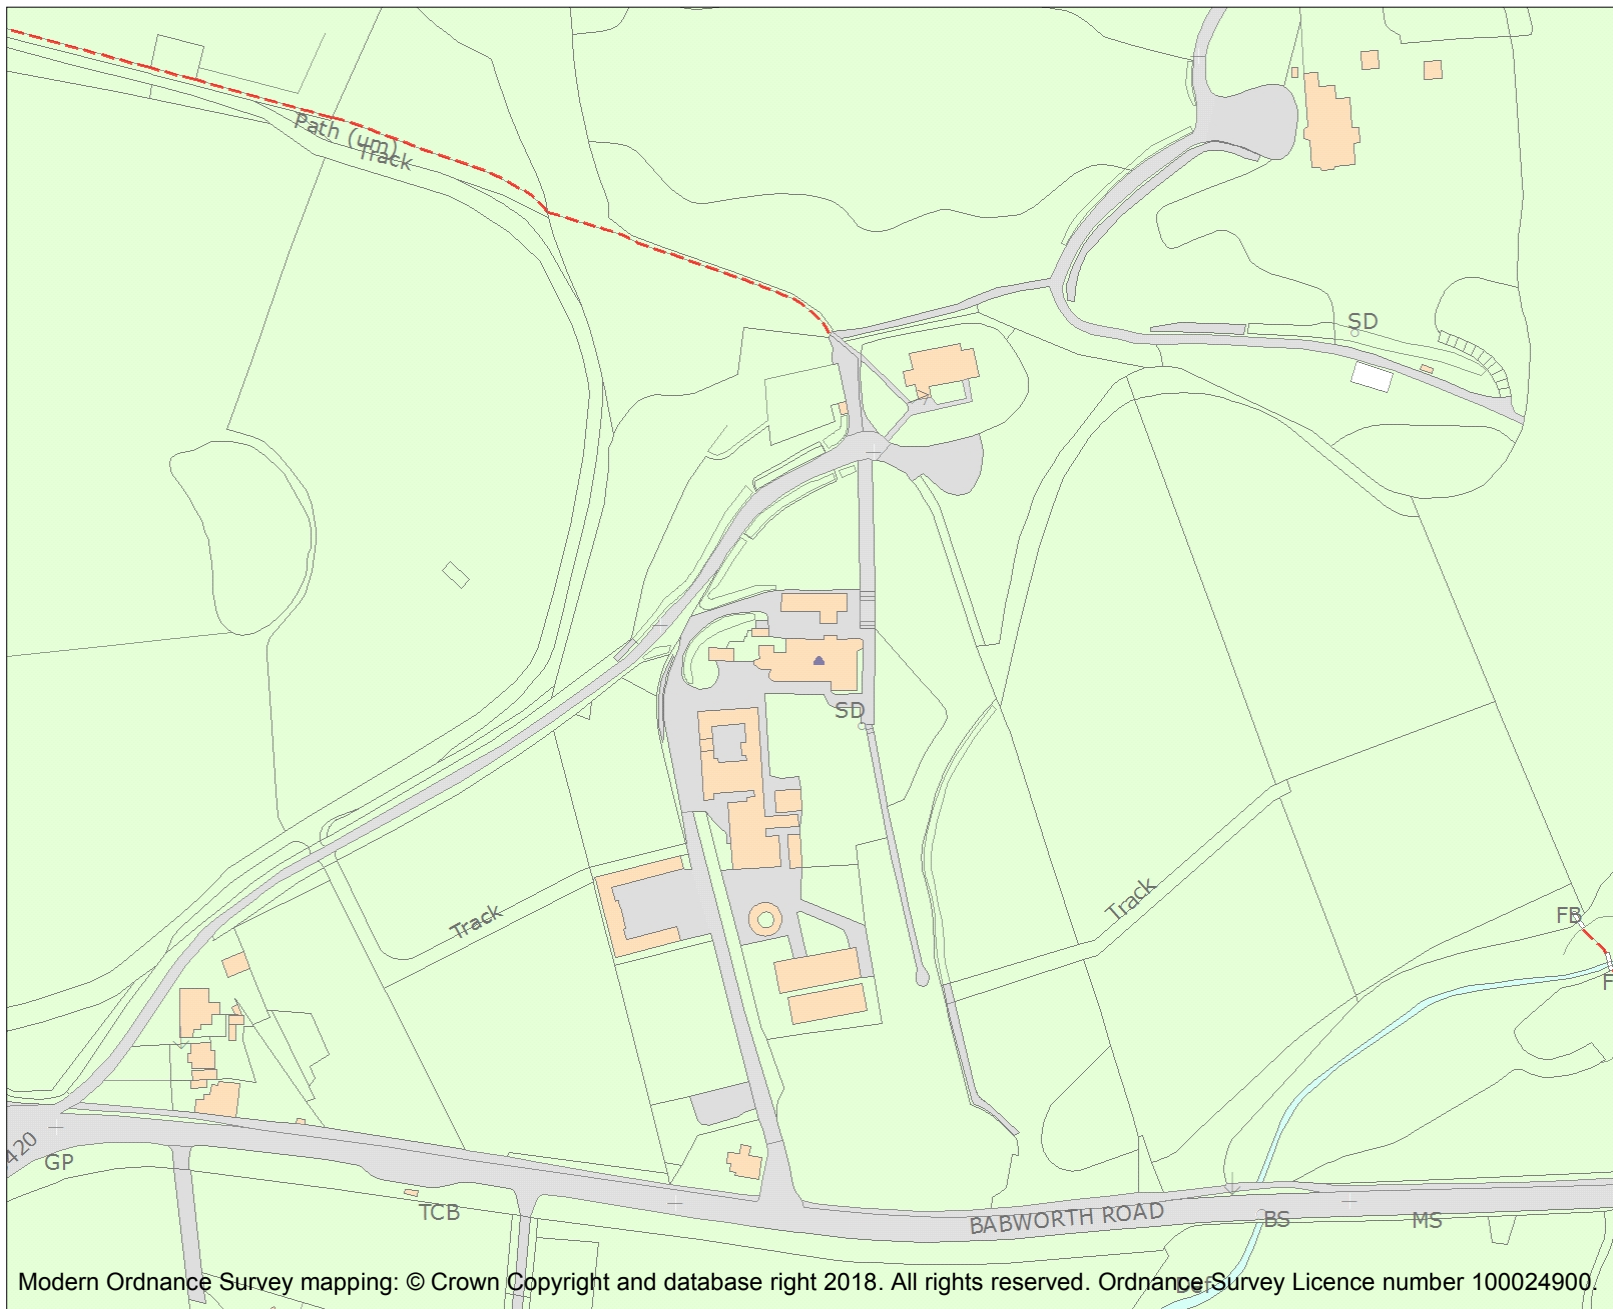 Path (um)
Track
SD
SD
Track
Track
FB
F
420
GP
TCB
BABWORTH ROAD
BS
MS
Def
Modern Ordnance Survey mapping: © Crown Copyright and database right 2018. All rights reserved. Ordnance Survey Licence number 100024900.